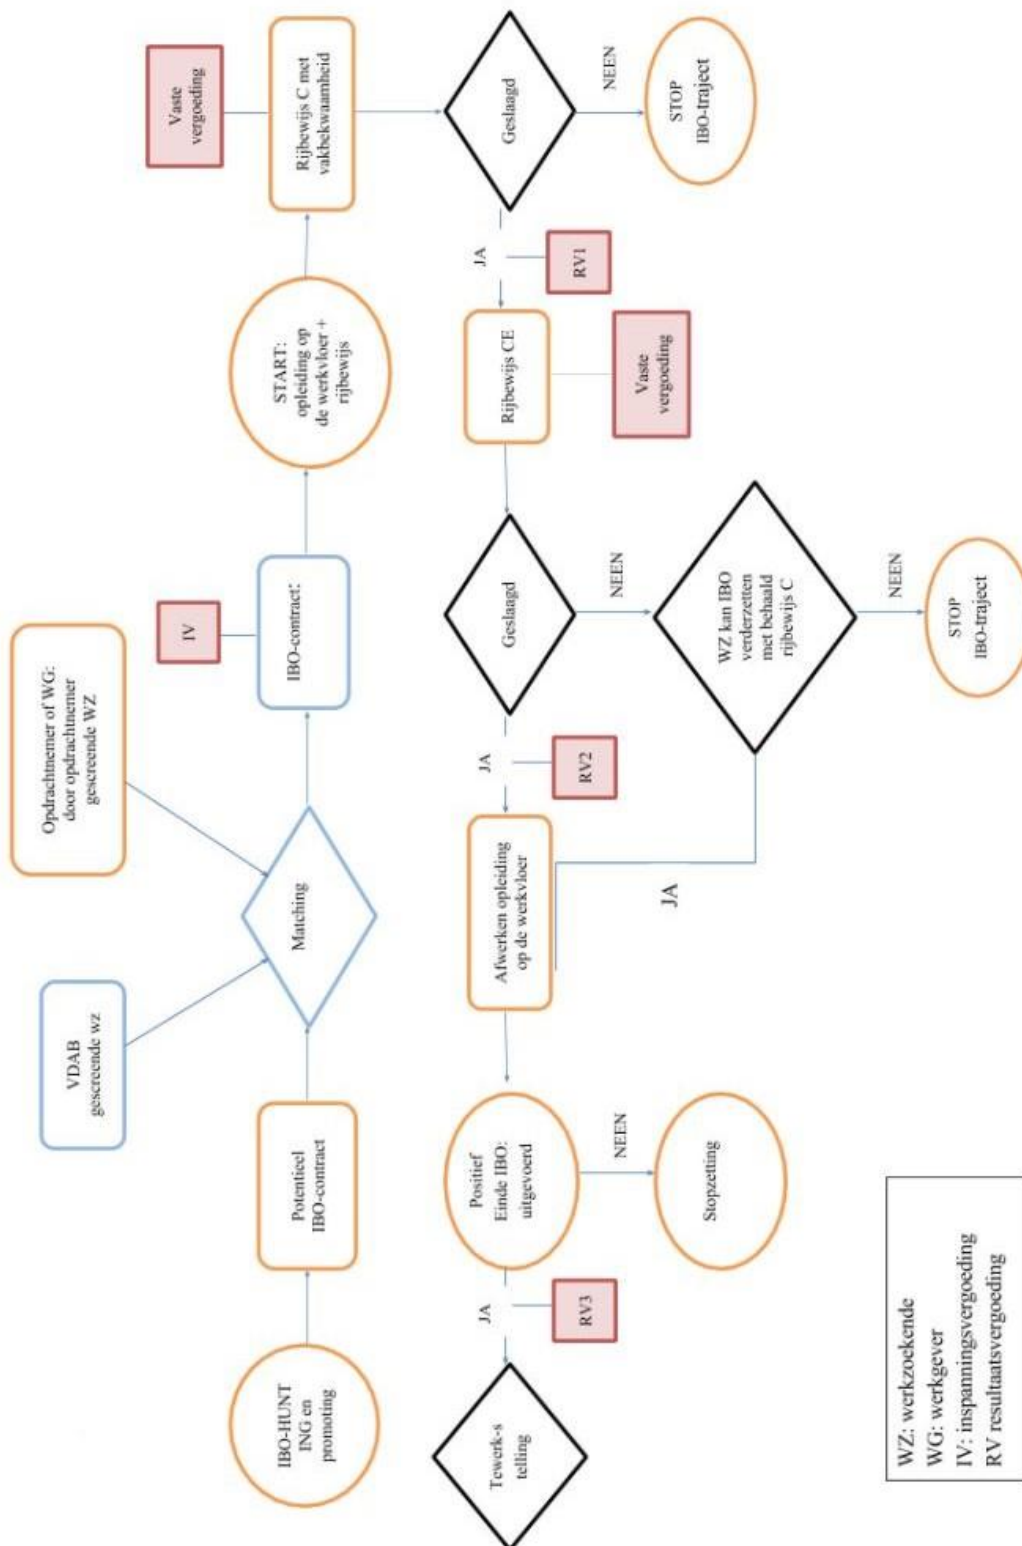 VDAB
gescreende wz
Opdrachtnemer of WG:
door opdrachtnemer
gescreende WZ
IV
Vaste
vergoeding
IBO-HUNT
ING en
promoting
Potentieel
IBO-contract
Matching
IBO-contract:
START:
opleiding op
de werkvloer +
rijbewijs
Rijbewijs C met
vakbekwaamheid
Tewerk-s
telling
JA
RV3
Positief
Einde IBO:
uitgevoerd
Afwerken opleiding
op de werkvloer
JA
RV2
Geslaagd
Rijbewijs CE
JA
RV1
Geslaagd
NEEN
Stopzetting
JA
NEEN
WZ kan IBO
verderzetten
met behaald
rijbewijs C
Vaste
vergoeding
NEEN
STOP
IBO-traject
NEEN
STOP
IBO-traject
WZ: werkzoekende
WG: werkgever
IV: inspanningsvergoeding
RV resultaatsvergoeding